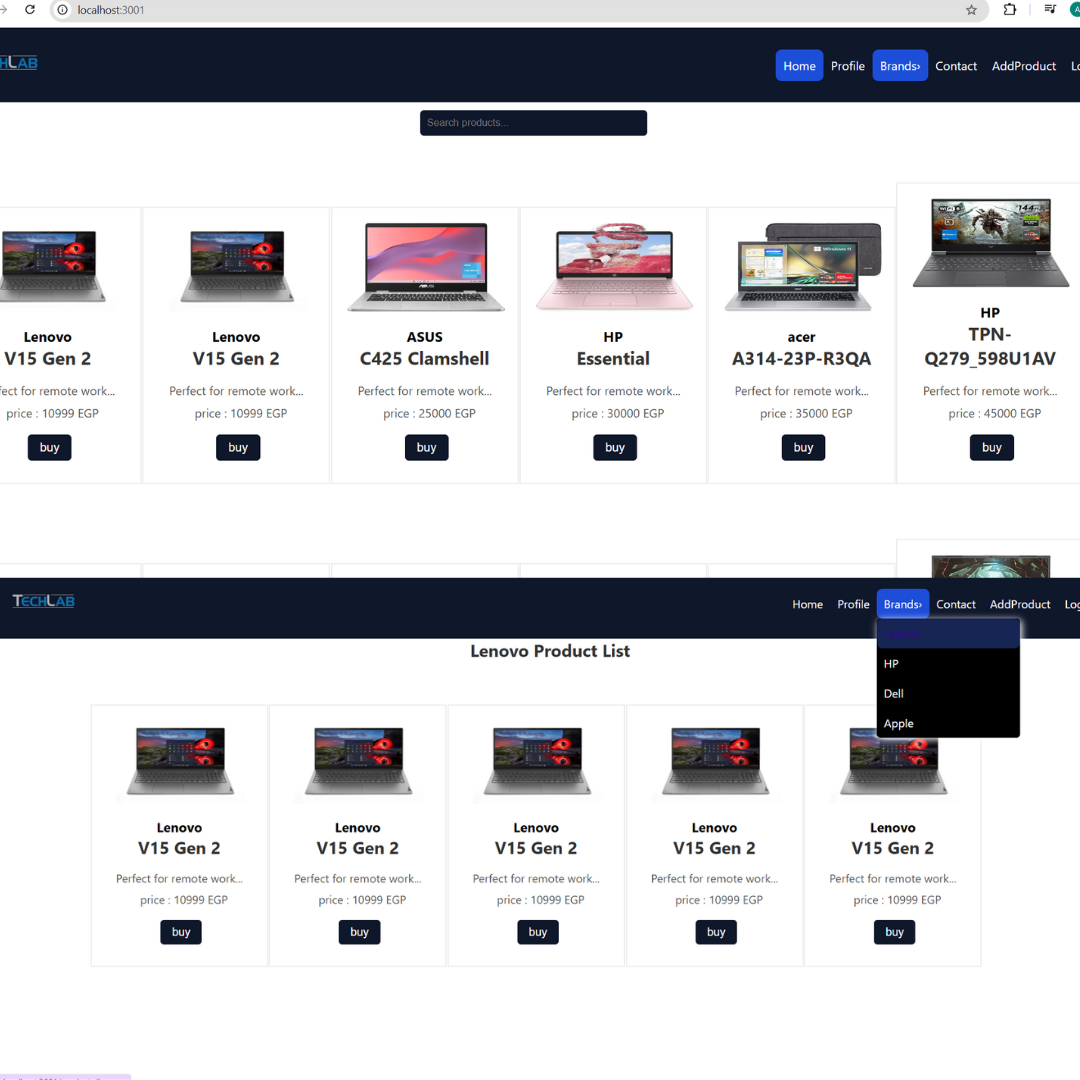 localhost:3001
HLAB
Home Profile Brands› Contact AddProduct Lo
Search products...
Lenovo
V15 Gen 2
fect for remote work...
price : 10999 EGP
buy
Lenovo
V15 Gen 2
Perfect for remote work...
price : 10999 EGP
buy
ASUS
C425 Clamshell
Perfect for remote work...
price : 25000 EGP
buy
HP
Essential
Perfect for remote work...
price : 30000 EGP
buy
acer
A314-23P-R3QA
Perfect for remote work...
price : 35000 EGP
buy
144
HP
TPN-
Q279_598U1AV
Perfect for remote work...
price : 45000 EGP
buy
TECHLAB
Home Profile Brands› Contact AddProduct Log
HP
Dell
Apple
Lenovo Product List
Lenovo
V15 Gen 2
Perfect for remote work...
price : 10999 EGP
buy
Lenovo
V15 Gen 2
Perfect for remote work...
price : 10999 EGP
buy
Lenovo
V15 Gen 2
Perfect for remote work...
price : 10999 EGP
buy
Lenovo
V15 Gen 2
Perfect for remote work...
price : 10999 EGP
buy
Lenovo
V15 Gen 2
Perfect for remote work...
price : 10999 EGP
buy